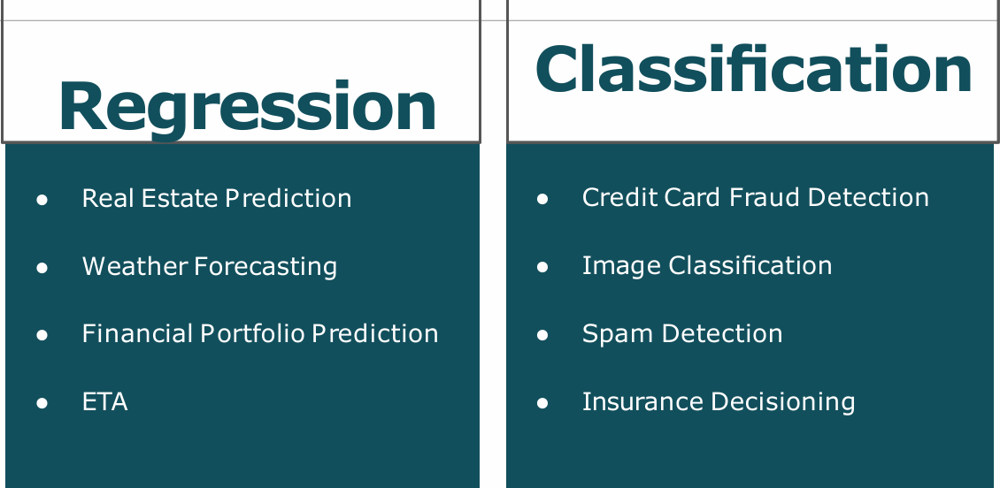 Regression
● Real Estate Prediction
● Weather Forecasting
● Financial Portfolio Prediction
● ETA
Classification
● Credit Card Fraud Detection
● Image Classification
● Spam Detection
● Insurance Decisioning